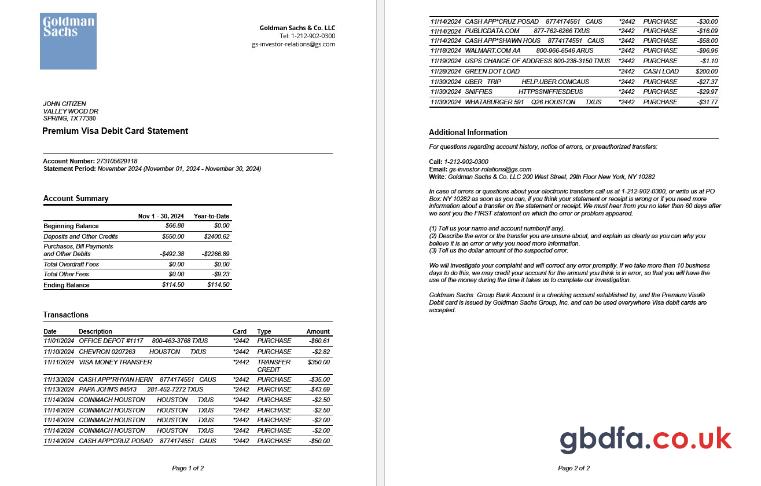 Goldman
Sachs
Goldman Sachs & Co. LLC
Tel: 1-212-902-0300
gs-investor-relations@gs.com
JOHN CITIZEN
VALLEY WOOD DR
SPRING, TX 77380
Premium Visa Debit Card Statement
Account Number: 273105629118
Statement Period: November 2024 (November 01, 2024 - November 30, 2024)
Account Summary
Nov 1 - 30, 2024 Year-to-Date
Beginning Balance $56.88 $0.00
Deposits and Other Credits $550.00 $2400.62
Purchases, Bill Payments
and Other Debits -$492.38 -$2266.89
Total Overdraft Fees $0.00 $0.00
Total Other Fees $0.00 -$9.23
Ending Balance $114.50 $114.50
Transactions
Date Description Card Type Amount
11/01/2024 OFFICE DEPOT #1117 800-463-3768 TXUS *2442 PURCHASE -$60.61
11/10/2024 CHEVRON 0207263 HOUSTON TXUS *2442 PURCHASE -$2.82
11/11/2024 VISA MONEY TRANSFER *2442 TRANSFER $350.00
CREDIT
11/13/2024 CASH APP*RHYAN HERN 8774174551 CAUS *2442 PURCHASE -$35.00
11/13/2024 PAPA JOHN'S #4513 281-452-7272 TXUS *2442 PURCHASE -$43.69
11/14/2024 COINMACH HOUSTON HOUSTON TXUS *2442 PURCHASE -$2.50
11/14/2024 COINMACH HOUSTON HOUSTON TXUS *2442 PURCHASE -$2.50
11/14/2024 COINMACH HOUSTON HOUSTON TXUS *2442 PURCHASE -$2.00
11/14/2024 COINMACH HOUSTON HOUSTON TXUS *2442 PURCHASE -$2.00
11/14/2024 CASH APP*CRUZ POSAD 8774174551 CAUS *2442 PURCHASE -$50.00
Page 1 of 2
11/14/2024 CASH APP*CRUZ POSAD 8774174551 CAUS *2442 PURCHASE -$30.00
11/14/2024 PUBLICDATA.COM 877-762-6266 TXUS *2442 PURCHASE -$16.09
11/14/2024 CASH APP*SHAWN HOUS 8774174551 CAUS *2442 PURCHASE -$58.00
11/18/2024 WALMART.COM AA 800-966-6546 ARUS *2442 PURCHASE -$96.96
11/19/2024 USPS CHANGE OF ADDRESS 800-238-3150 TXUS *2442 PURCHASE -$1.10
11/29/2024 GREEN DOT LOAD *2442 CASH LOAD $200.00
11/30/2024 UBER TRIP HELP.UBER.COMCAUS *2442 PURCHASE -$27.37
11/30/2024 SNIFFIES HTTPSSNIFFIESDEUS *2442 PURCHASE -$29.97
11/30/2024 WHATABURGER 591 Q26 HOUSTON TXUS *2442 PURCHASE -$31.77
Additional Information
For questions regarding account history, notice of errors, or preauthorized transfers:
Call: 1-212-902-0300
Email: gs-investor-relations@gs.com
Write: Goldman Sachs & Co. LLC 200 West Street, 29th Floor New York, NY 10282
In case of errors or questions about your electronic transfers call us at 1-212-902-0300, or write us at PO
Box, NY 10282 as soon as you can, if you think your statement or receipt is wrong or if you need more
information about a transfer on the statement or receipt. We must hear from you no later than 60 days after
we sent you the FIRST statement on which the error or problem appeared.
(1) Tell us your name and account number(if any).
(2) Describe the error or the transfer you are unsure about, and explain as clearly as you can why you
believe it is an error or why you need more information.
(3) Tell us the dollar amount of the suspected error.
We will investigate your complaint and will correct any error promptly. If we take more than 10 business
days to do this, we may credit your account for the amount you think is in error, so that you will have the
use of the money during the time it takes us to complete our investigation.
Goldman Sachs Group Bank Account is a checking account established by, and the Premium Visa®
Debit card is issued by Goldman Sachs Group, Inc. and can be used everywhere Visa debit cards are
accepted.
gbdfa.co.uk
Page 2 of 2